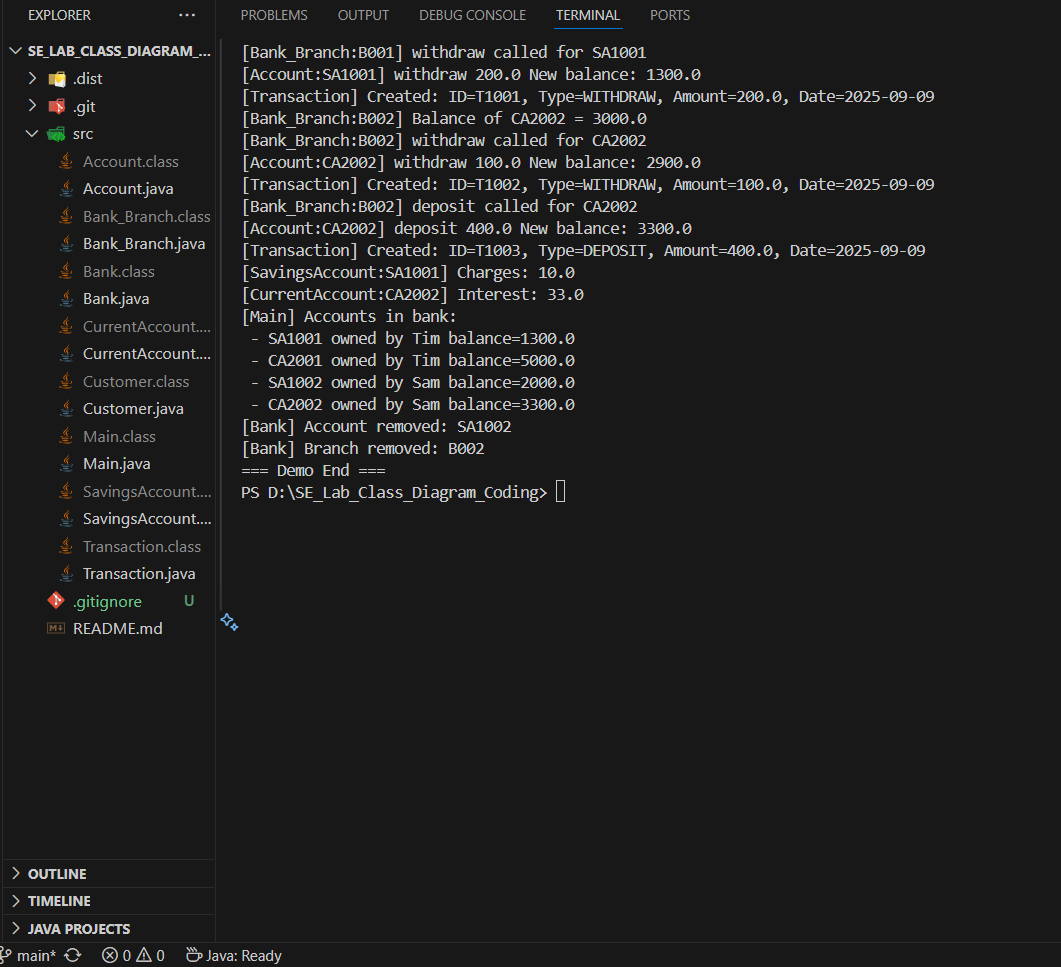 EXPLORER ...
SE_LAB_CLASS_DIAGRAM_...
.dist
.git
src
Account.class
Account.java
Bank_Branch.class
Bank_Branch.java
Bank.class
Bank.java
CurrentAccount....
CurrentAccount....
Customer.class
Customer.java
Main.class
Main.java
SavingsAccount....
SavingsAccount....
Transaction.class
Transaction.java
.gitignore U
README.md
OUTLINE
TIMELINE
JAVA PROJECTS
PROBLEMS OUTPUT DEBUG CONSOLE TERMINAL PORTS
[Bank_Branch:B001] withdraw called for SA1001
[Account:SA1001] withdraw 200.0 New balance: 1300.0
[Transaction] Created: ID=T1001, Type=WITHDRAW, Amount=200.0, Date=2025-09-09
[Bank_Branch:B002] Balance of CA2002 = 3000.0
[Bank_Branch:B002] withdraw called for CA2002
[Account:CA2002] withdraw 100.0 New balance: 2900.0
[Transaction] Created: ID=T1002, Type=WITHDRAW, Amount=100.0, Date=2025-09-09
[Bank_Branch:B002] deposit called for CA2002
[Account:CA2002] deposit 400.0 New balance: 3300.0
[Transaction] Created: ID=T1003, Type=DEPOSIT, Amount=400.0, Date=2025-09-09
[SavingsAccount:SA1001] Charges: 10.0
[CurrentAccount:CA2002] Interest: 33.0
[Main] Accounts in bank:
- SA1001 owned by Tim balance=1300.0
- CA2001 owned by Tim balance=5000.0
- SA1002 owned by Sam balance=2000.0
- CA2002 owned by Sam balance=3300.0
[Bank] Account removed: SA1002
[Bank] Branch removed: B002
=== Demo End ===
PS D:\SE_Lab_Class_Diagram_Coding>
main* 0 0 Java: Ready